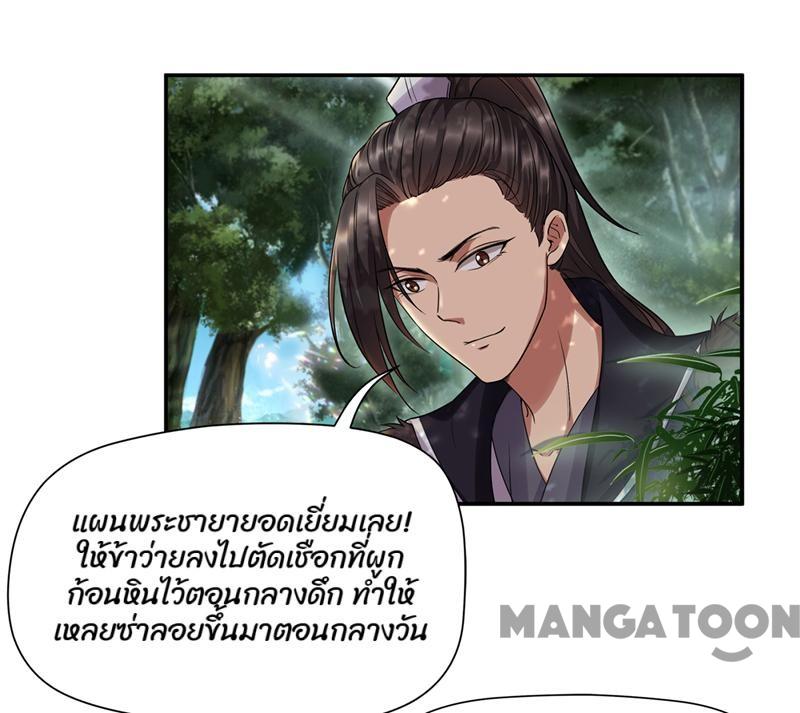 แผนพระชายายอดเยี่ยมเลย!
ให้ข้าว่ายลงไปตัดเชือกที่ผูก
ก้อนหินไว้ตอนกลางดึก ทำให้
เหลยซ่าลอยขึ้นมาตอนกลางวัน
MANGATOON